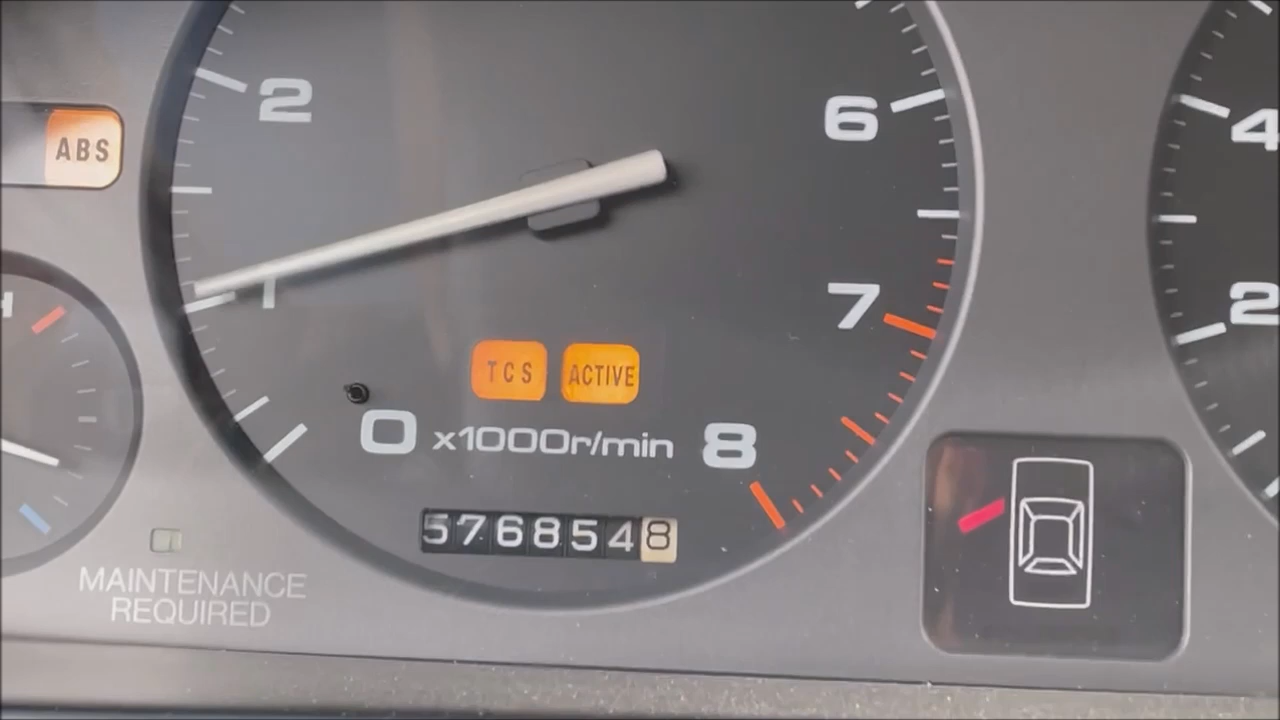 2
6
4
ABS
1
7
2
H
TCS ACTIVE
0 x1000r/min 8
5768548
MAINTENANCE
REQUIRED